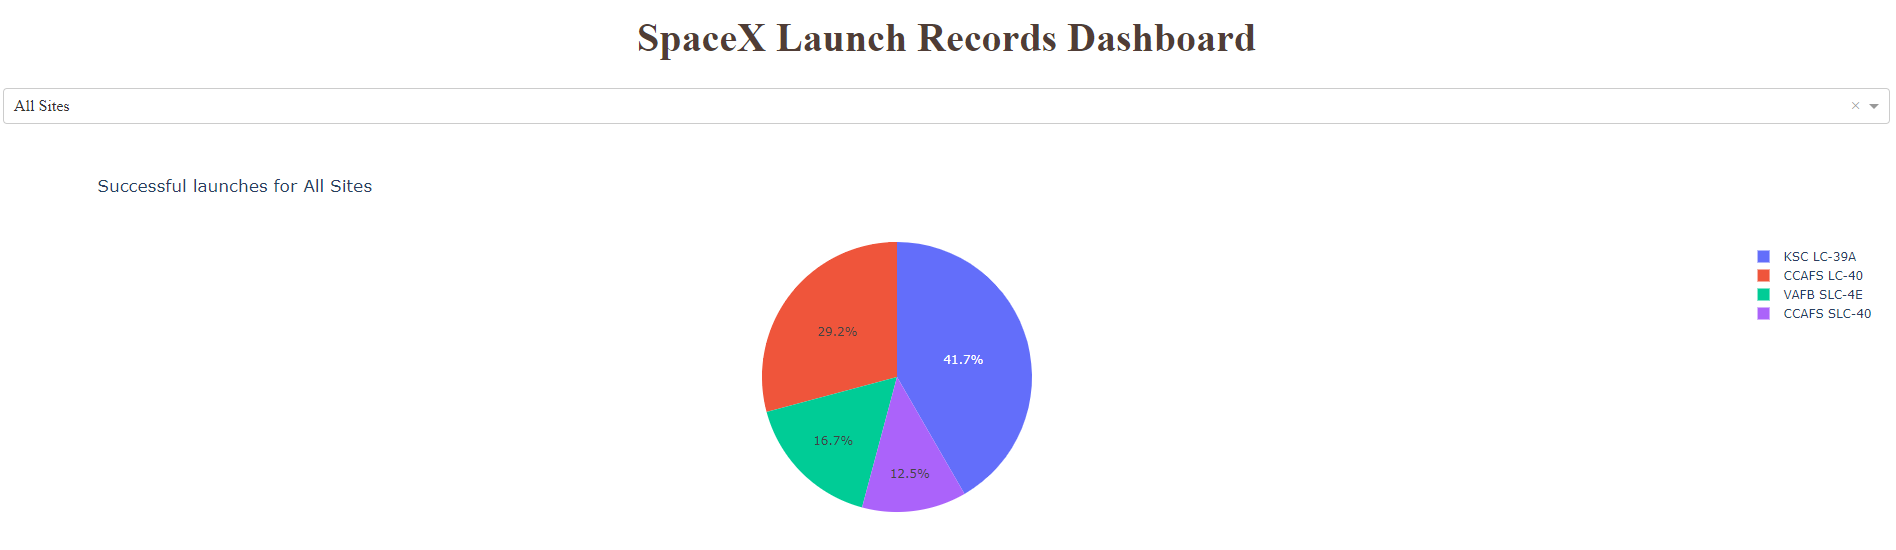 SpaceX Launch Records Dashboard
All Sites ×
Successful launches for All Sites
KSC LC-39A
CCAFS LC-40
VAFB SLC-4E
CCAFS SLC-40
29.2%
41.7%
16.7%
12.5%